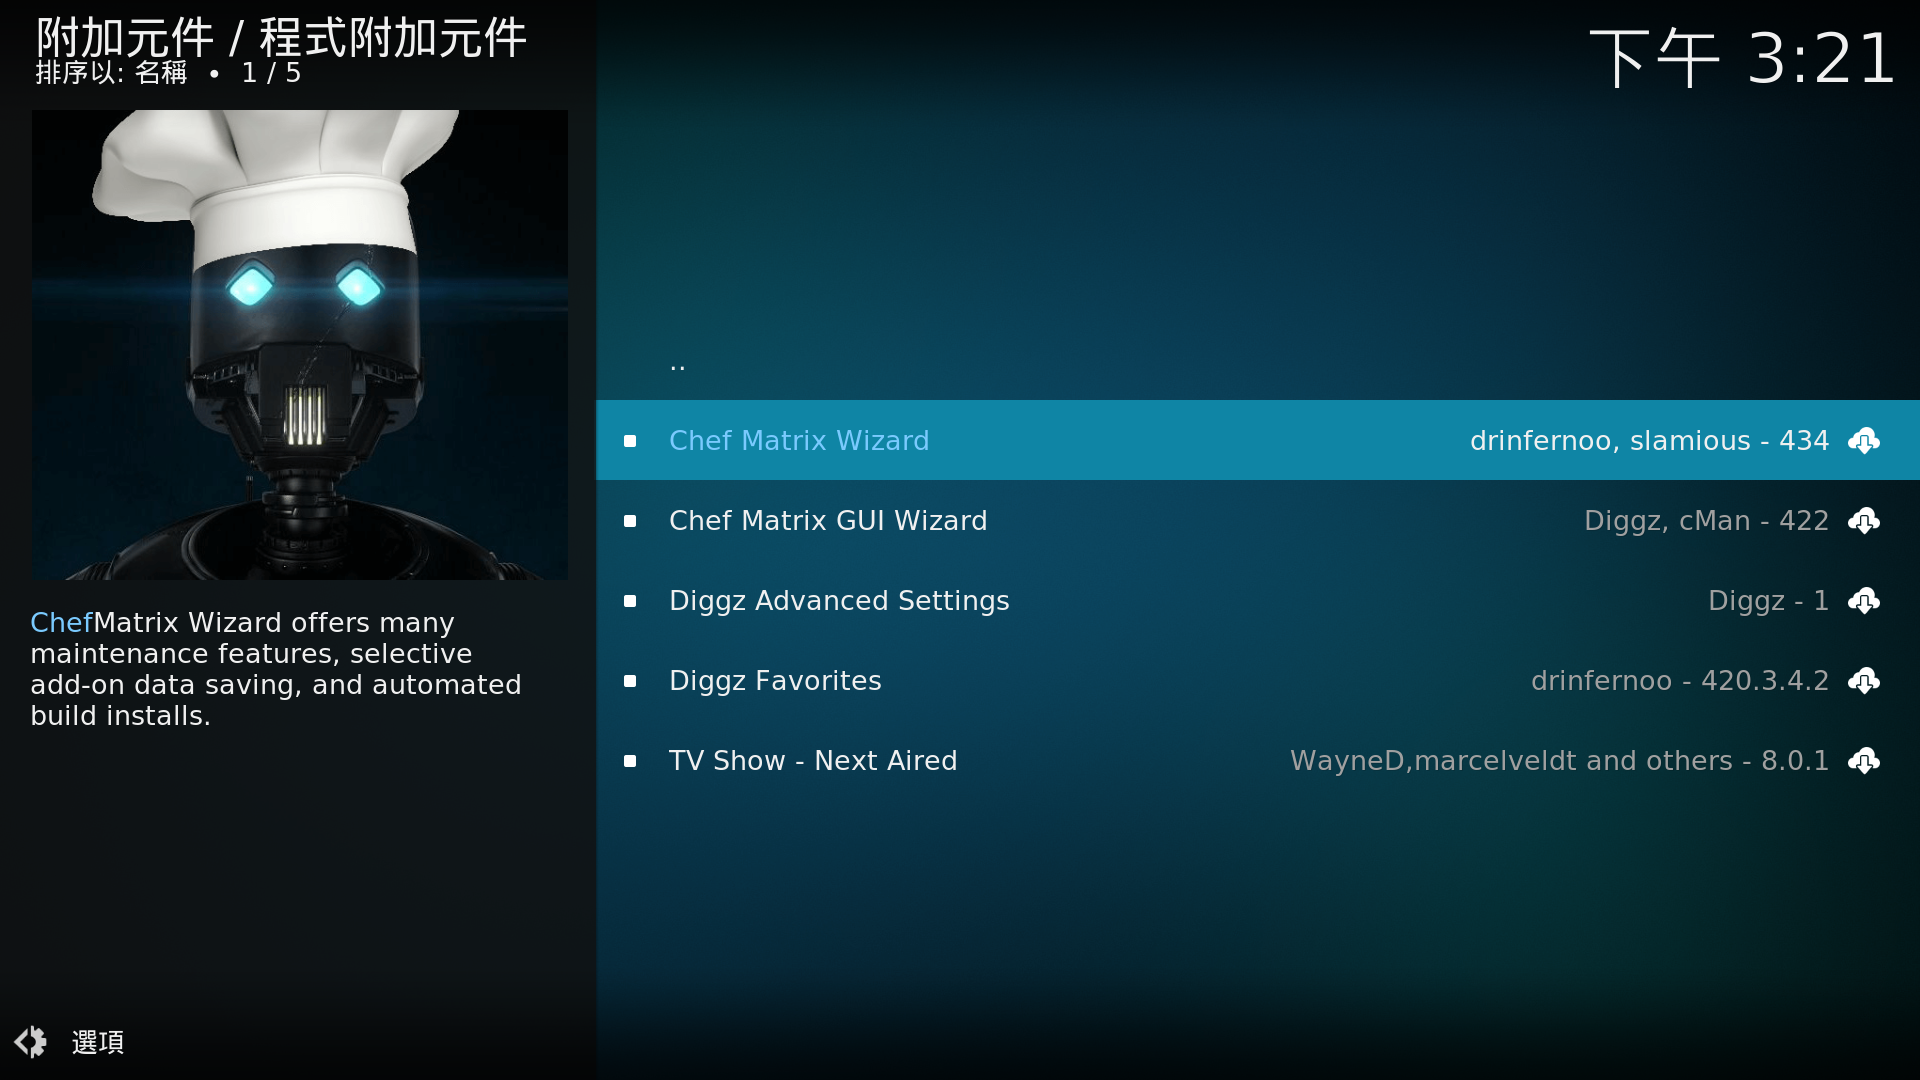 附加元件 / 程式附加元件
排序以: 名稱 • 1 / 5
下午 3:21
ChefMatrix Wizard offers many
maintenance features, selective
add-on data saving, and automated
build installs.
..
Chef Matrix Wizard drinfernoo, slamious - 434
Chef Matrix GUI Wizard Diggz, cMan - 422
Diggz Advanced Settings Diggz - 1
Diggz Favorites drinfernoo - 420.3.4.2
TV Show - Next Aired WayneD,marcelveldt and others - 8.0.1
選項